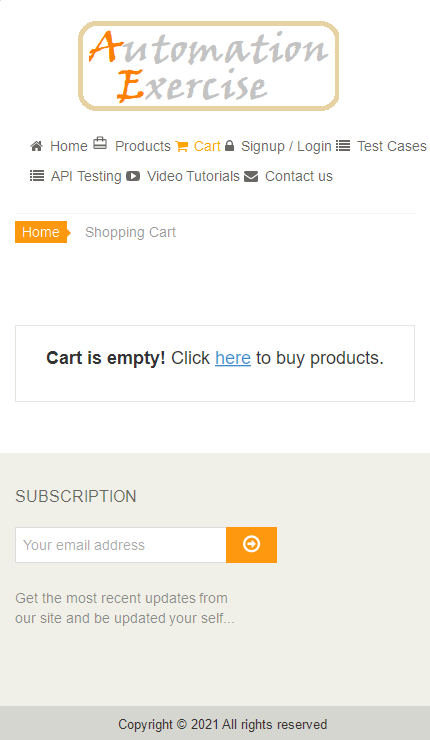 Automation
Exercise
Home Products Cart Signup / Login Test Cases
API Testing Video Tutorials Contact us
Home Shopping Cart
Cart is empty! Click here to buy products.
SUBSCRIPTION
Your email address
Get the most recent updates from
our site and be updated your self...
Copyright © 2021 All rights reserved